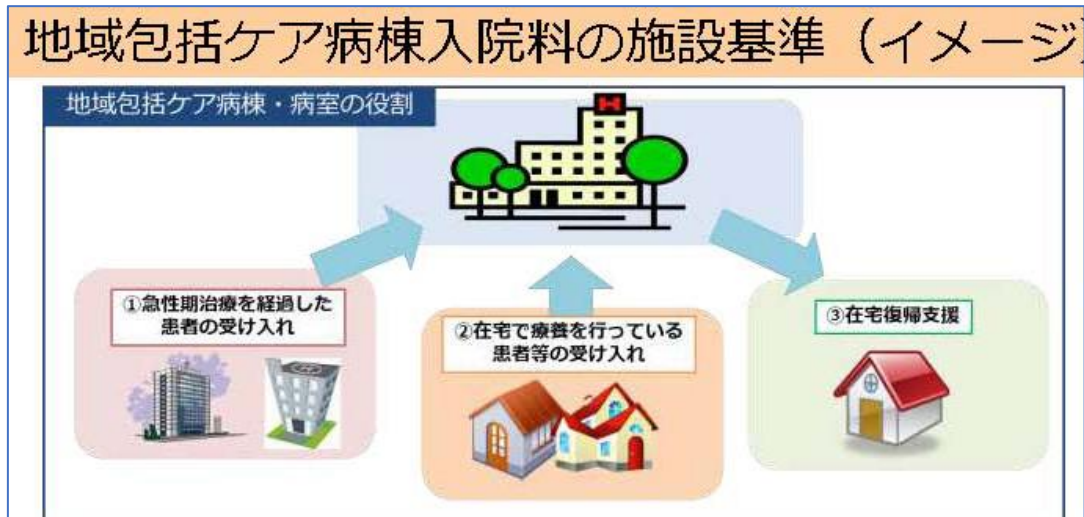 地域包括ケア病棟入院料の施設基準（イメージ）
地域包括ケア病棟・病室の役割
H
①急性期治療を経過した
患者の受け入れ
②在宅で療養を行っている
患者等の受け入れ
③在宅復帰支援